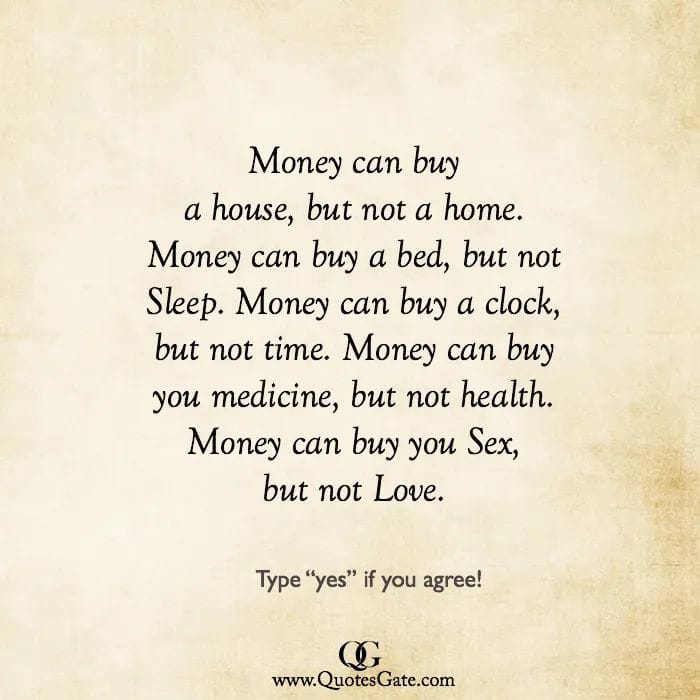 Money can buy
a house, but not a home.
Money can buy a bed, but not
Sleep. Money can buy a clock,
but not time. Money can buy
you medicine, but not health.
Money can buy you Sex,
but not Love.
Type “yes” if you agree!
QG
www.QuotesGate.com